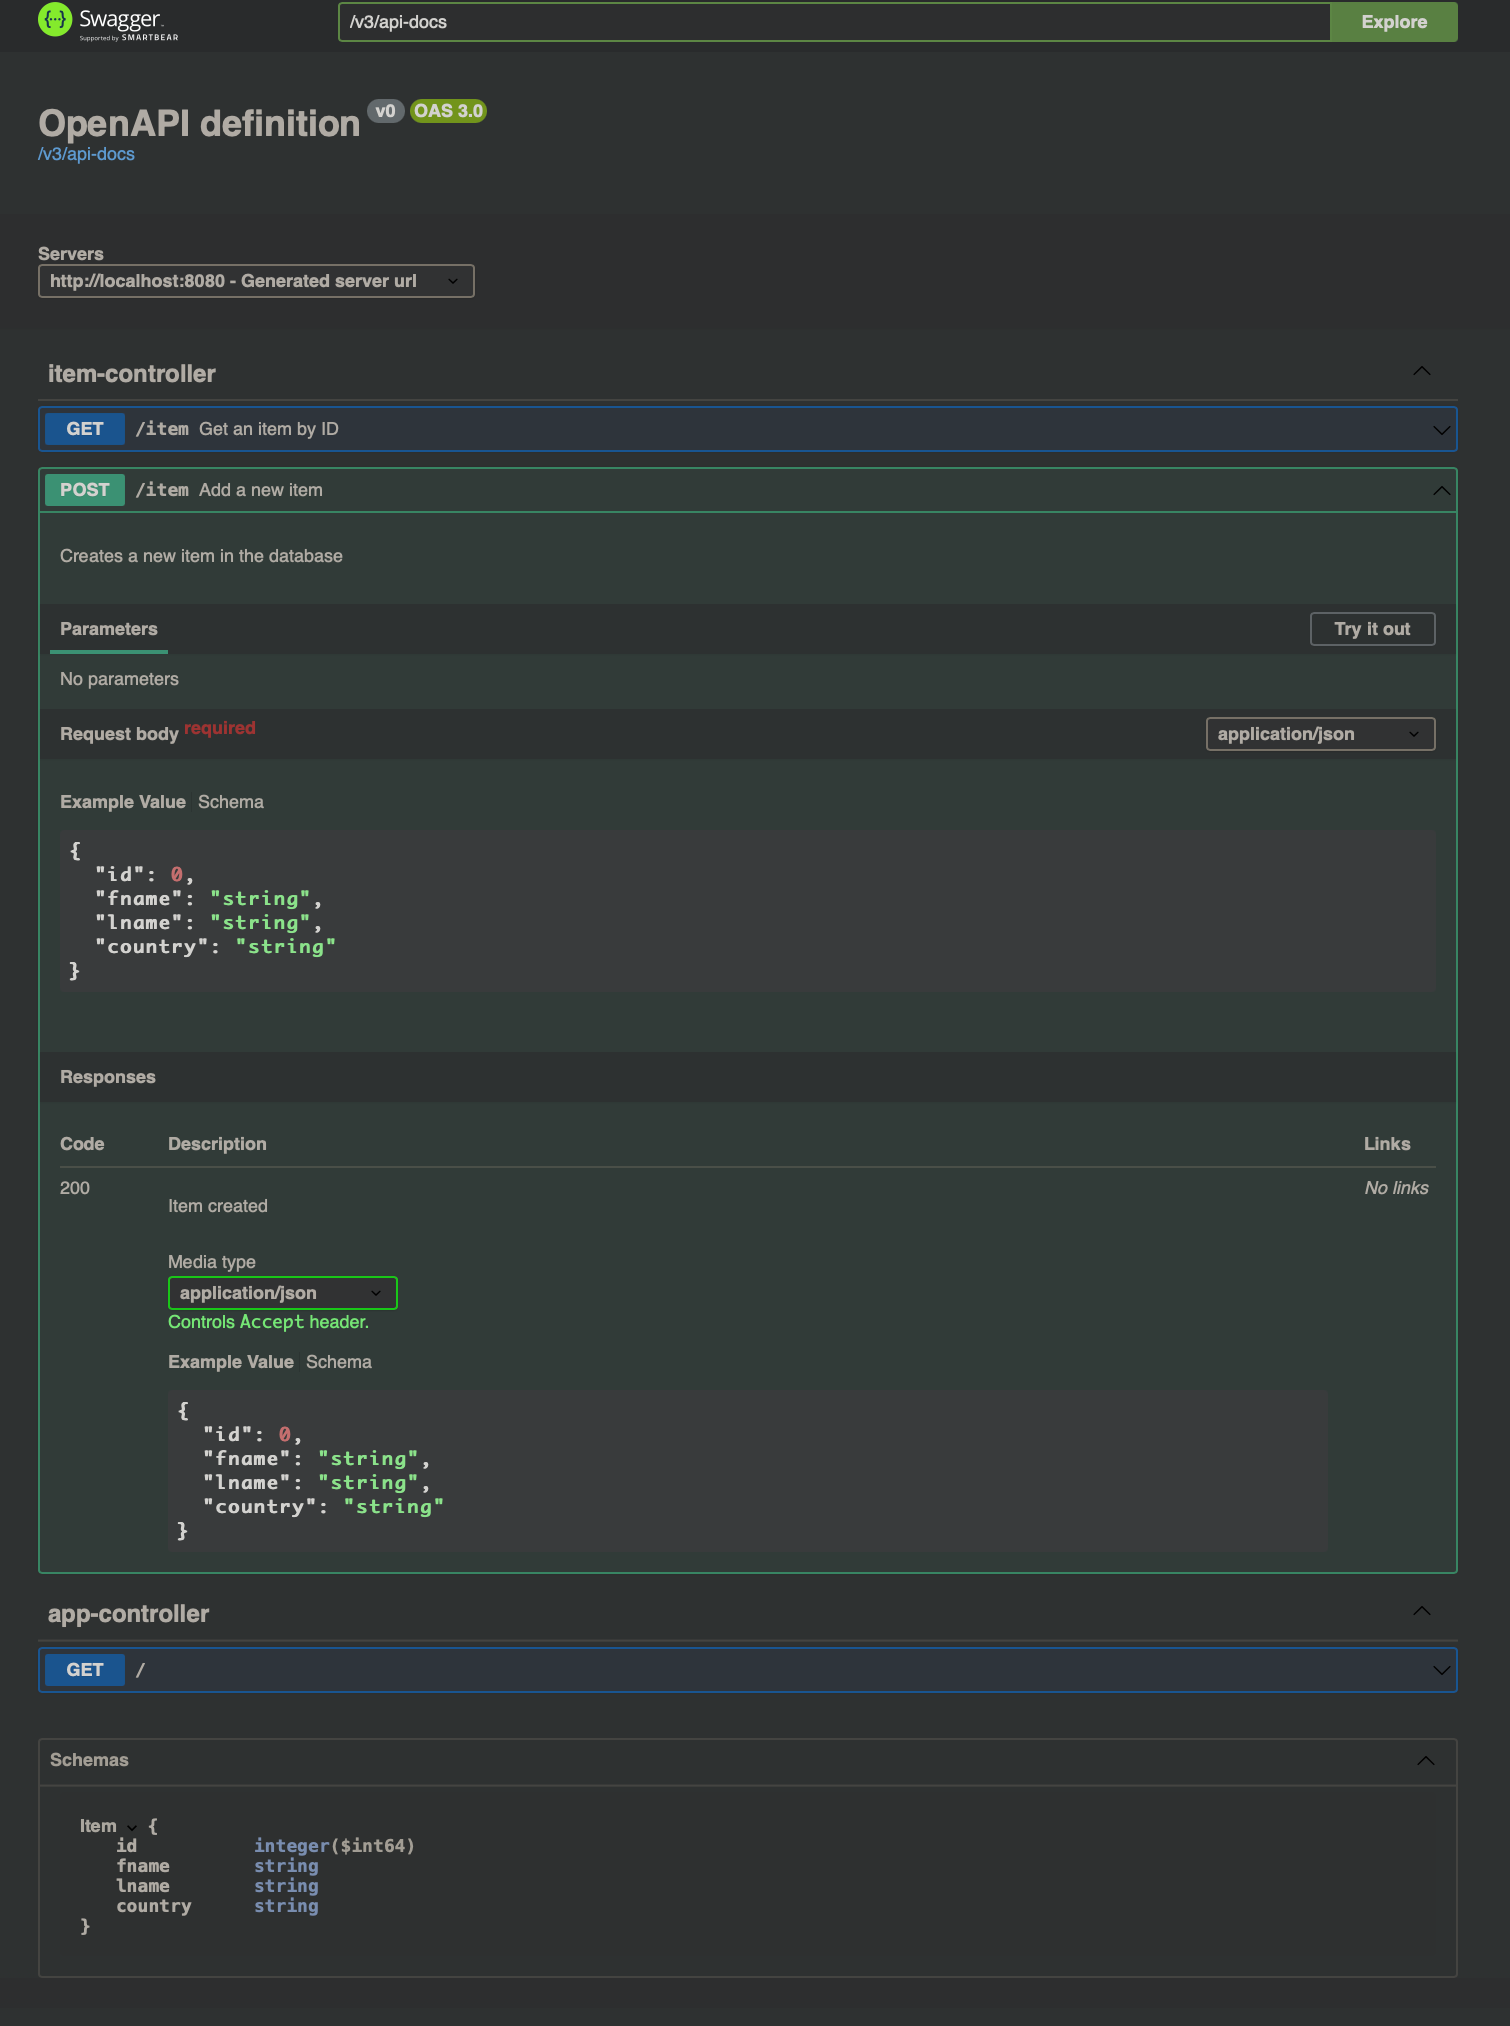 Swagger.
Supported by SMARTBEAR
/v3/api-docs
Explore
OpenAPI definition v0 OAS 3.0
/v3/api-docs
Servers
http://localhost:8080 - Generated server url
item-controller
GET /item Get an item by ID
POST /item Add a new item
Creates a new item in the database
Parameters
Try it out
No parameters
Request body required
application/json
Example Value Schema
{
  "id": 0,
  "fname": "string",
  "lname": "string",
  "country": "string"
}
Responses
Code Description Links
200
Item created
No links
Media type
application/json
Controls Accept header.
Example Value Schema
{
  "id": 0,
  "fname": "string",
  "lname": "string",
  "country": "string"
}
app-controller
GET /
Schemas
Item {
id integer($int64)
fname string
lname string
country string
}